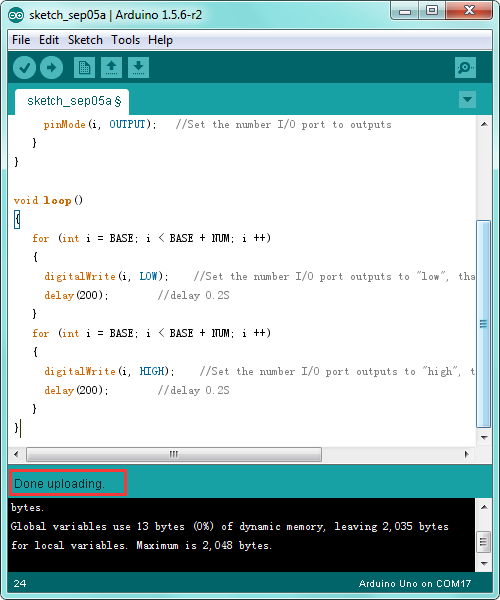 sketch_sep05a | Arduino 1.5.6-r2
File Edit Sketch Tools Help
sketch_sep05a §
pinMode(i, OUTPUT); //Set the number I/O port to outputs
}
}
void loop()
{
for (int i = BASE; i < BASE + NUM; i ++)
{
digitalWrite(i, LOW); //Set the number I/O port outputs to "low", tha
delay(200); //delay 0.2S
}
for (int i = BASE; i < BASE + NUM; i ++)
{
digitalWrite(i, HIGH); //Set the number I/O port outputs to "high", t
delay(200); //delay 0.2S
}
}
Done uploading.
bytes.
Global variables use 13 bytes (0%) of dynamic memory, leaving 2,035 bytes
for local variables. Maximum is 2,048 bytes.
24 Arduino Uno on COM17